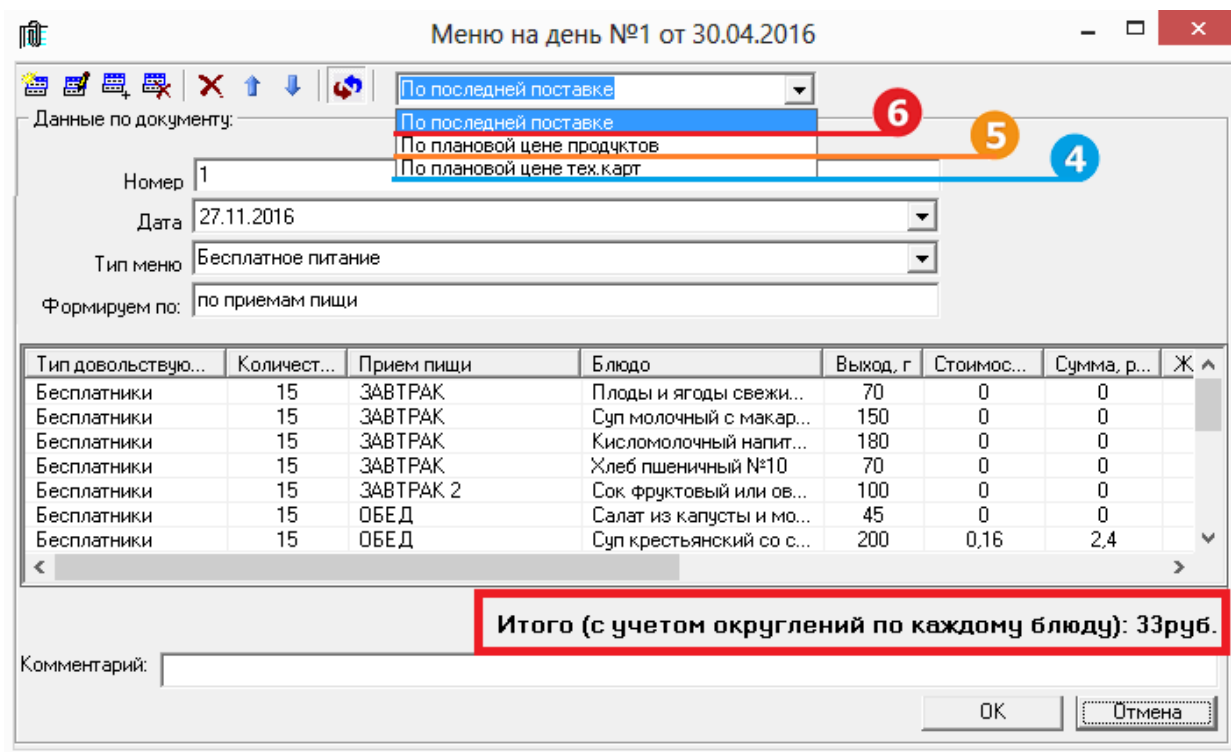 Меню на день №1 от 30.04.2016
По последней поставке
Данные по документу:
По последней поставке
6
По плановой цене продуктов
5
По плановой цене тех.карт
4
Номер 1
Дата 27.11.2016
Тип меню Бесплатное питание
Формируем по: по приемам пищи
Тип довольствую... Количест... Прием пищи Блюдо Выход, г Стоимос... Сумма, р... Ж
Бесплатники 15 ЗАВТРАК Плоды и ягоды свежи... 70 0 0
Бесплатники 15 ЗАВТРАК Суп молочный с макар... 150 0 0
Бесплатники 15 ЗАВТРАК Кисломолочный напит... 180 0 0
Бесплатники 15 ЗАВТРАК Хлеб пшеничный №10 70 0 0
Бесплатники 15 ЗАВТРАК 2 Сок фруктовый или ов... 100 0 0
Бесплатники 15 ОБЕД Салат из капусты и мо... 45 0 0
Бесплатники 15 ОБЕД Суп крестьянский со с... 200 0,16 2,4
Итого (с учетом округлений по каждому блюду): 33руб.
Комментарий:
OK Отмена